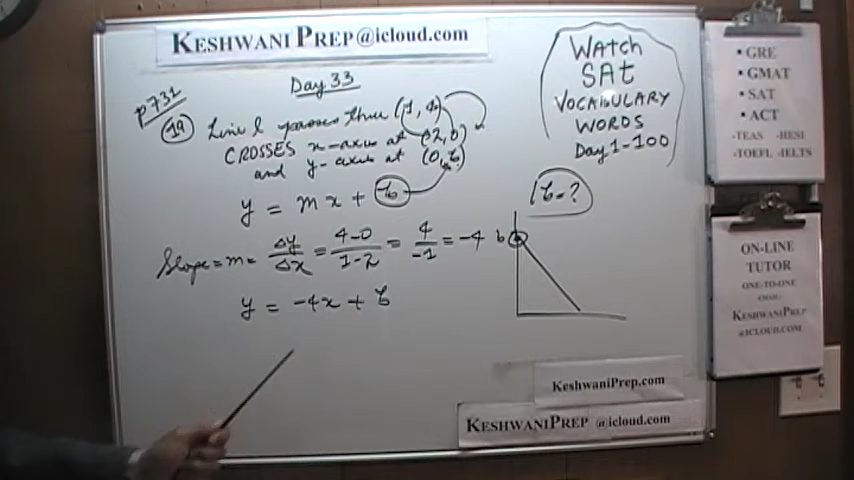 KESHWANIPREP@icloud.com
Day 33
p731
19
Line l passes thru (1, 4)
CROSSES x-axis at (2, 0)
and y-axis at (0, b)
y = mx + b
b = ?
Slope = m = Δy/Δx = 4-0/1-2 = 4/-1 = -4
b
y = -4x + b
WAtch
SAt
VOCABULARY
WORDS
Day 1-100
• GRE
• GMAT
• SAT
• ACT
-TEAS -HESI
-TOEFL -IELTS
ON-LINE
TUTOR
ONE-TO-ONE
EMAIL:
KESHWANIPREP
@ICLOUD.COM
KeshwaniPrep.com
KESHWANIPREP @icloud.com